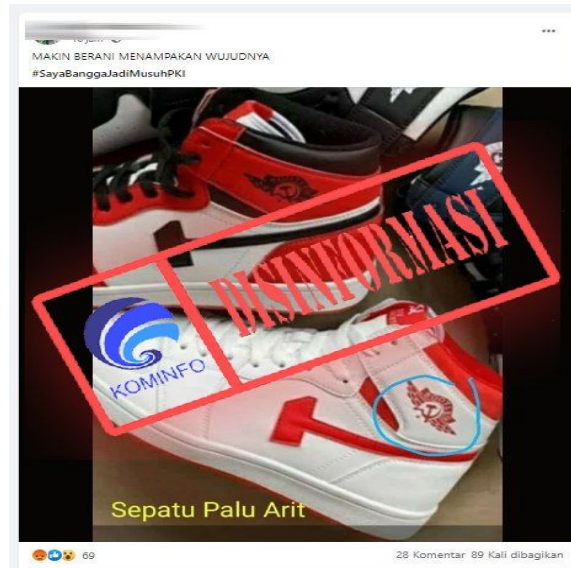 MAKIN BERANI MENAMPAKAN WUJUDNYA
#SayaBanggaJadiMusuhPKI
DISINFORMASI
KOMINFO
Sepatu Palu Arit
69
28 Komentar 89 Kali dibagikan